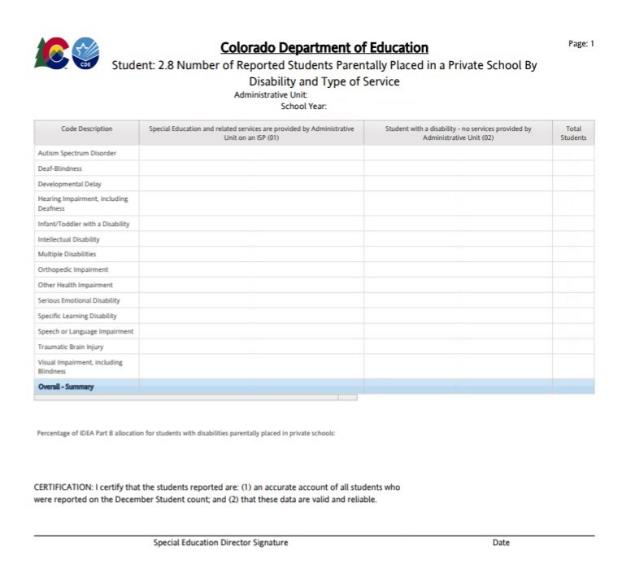 Colorado Department of Education
Page: 1
CDE
Student: 2.8 Number of Reported Students Parentally Placed in a Private School By
Disability and Type of
Service
Administrative Unit:
School Year:
Code Description
Special Education and related services are provided by Administrative
Unit on an ISP (01)
Student with a disability - no services provided by
Administrative Unit (02)
Total
Students
Autism Spectrum Disorder
Deaf-Blindness
Developmental Delay
Hearing Impairment, including
Deafness
Infant/Toddler with a Disability
Intellectual Disability
Multiple Disabilities
Orthopedic Impairment
Other Health Impairment
Serious Emotional Disability
Specific Learning Disability
Speech or Language Impairment
Traumatic Brain Injury
Visual Impairment, including
Blindness
Overall - Summary
Percentage of IDEA Part B allocation for students with disabilities parentally placed in private schools:
CERTIFICATION: I certify that the students reported are: (1) an accurate account of all students who
were reported on the December Student count; and (2) that these data are valid and reliable.
Special Education Director Signature
Date